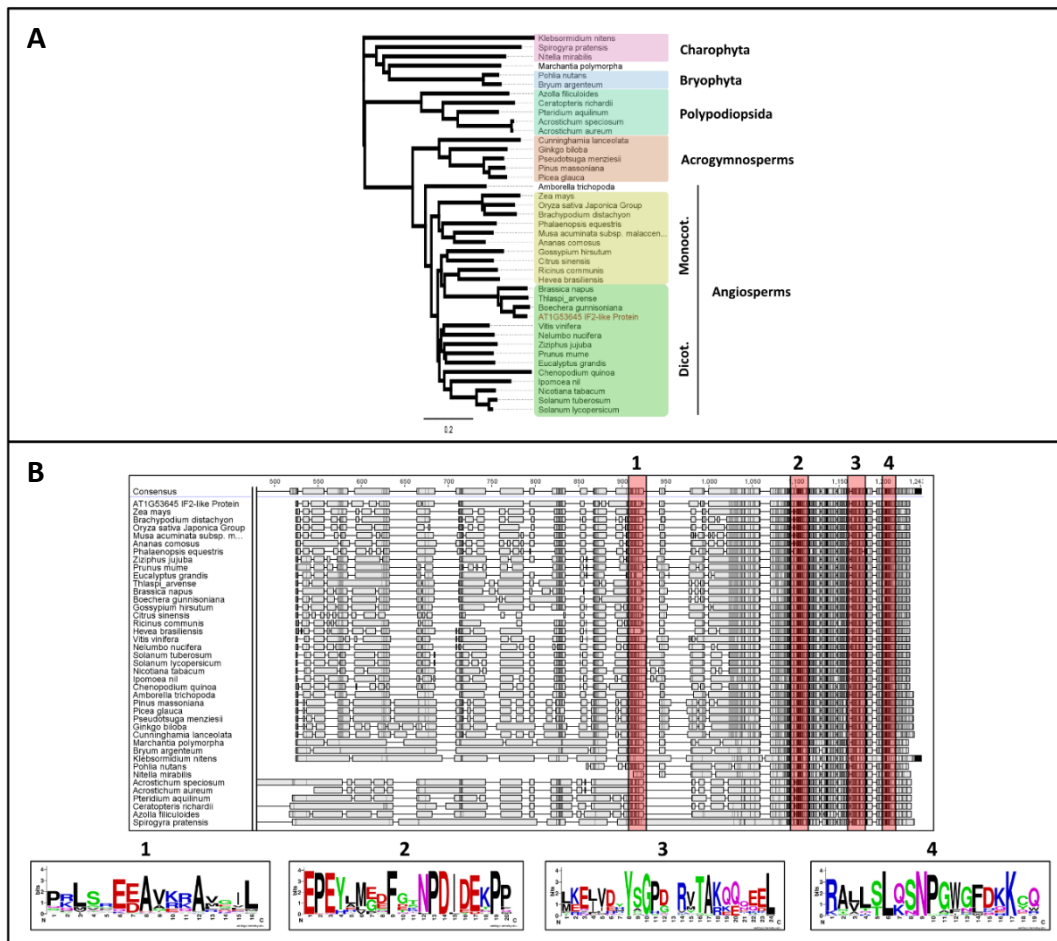 A
Klebsormidium nitens
Spirogyra pratensis
Nitella mirabilis
Charophyta
Marchantia polymorpha
Pohlia nutans
Bryum argenteum
Bryophyta
Azolla filiculoides
Ceratopteris richardii
Pteridium aquilinum
Acrostichum speciosum
Acrostichum aureum
Polypodiopsida
Cunninghamia lanceolata
Ginkgo biloba
Pseudotsuga menziesii
Pinus massoniana
Picea glauca
Acrogymnosperms
Amborella trichopoda
Zea mays
Oryza sativa Japonica Group
Brachypodium distachyon
Phalaenopsis equestris
Musa acuminata subsp. malaccen...
Ananas comosus
Gossypium hirsutum
Citrus sinensis
Ricinus communis
Hevea brasiliensis
Monocot.
Brassica napus
Thlaspi_arvense
Boechera gunnisoniana
AT1G53645 IF2-like Protein
Vitis vinifera
Nelumbo nucifera
Ziziphus jujuba
Prunus mume
Eucalyptus grandis
Chenopodium quinoa
Ipomoea nil
Nicotiana tabacum
Solanum tuberosum
Solanum lycopersicum
Dicot.
Angiosperms
0.2
B
1 2 3 4
500 550 600 650 700 750 800 850 900 1,000 1,050 1,100 1,150 1,200
Consensus
AT1G53645 IF2-like Protein
Zea mays
Brachypodium distachyon
Oryza sativa Japonica Group
Musa acuminata subsp. m...
Ananas comosus
Phalaenopsis equestris
Ziziphus jujuba
Prunus mume
Eucalyptus grandis
Thlaspi_arvense
Brassica napus
Boechera gunnisoniana
Gossypium hirsutum
Citrus sinensis
Ricinus communis
Hevea brasiliensis
Vitis vinifera
Nelumbo nucifera
Solanum tuberosum
Solanum lycopersicum
Nicotiana tabacum
Ipomoea nil
Chenopodium quinoa
Amborella trichopoda
Pinus massoniana
Picea glauca
Pseudotsuga menziesii
Ginkgo biloba
Cunninghamia lanceolata
Marchantia polymorpha
Bryum argenteum
Klebsormidium nitens
Pohlia nutans
Nitella mirabilis
Acrostichum speciosum
Acrostichum aureum
Pteridium aquilinum
Ceratopteris richardii
Azolla filiculoides
Spirogyra pratensis
1
bits
2
bits
3
bits
4
bits